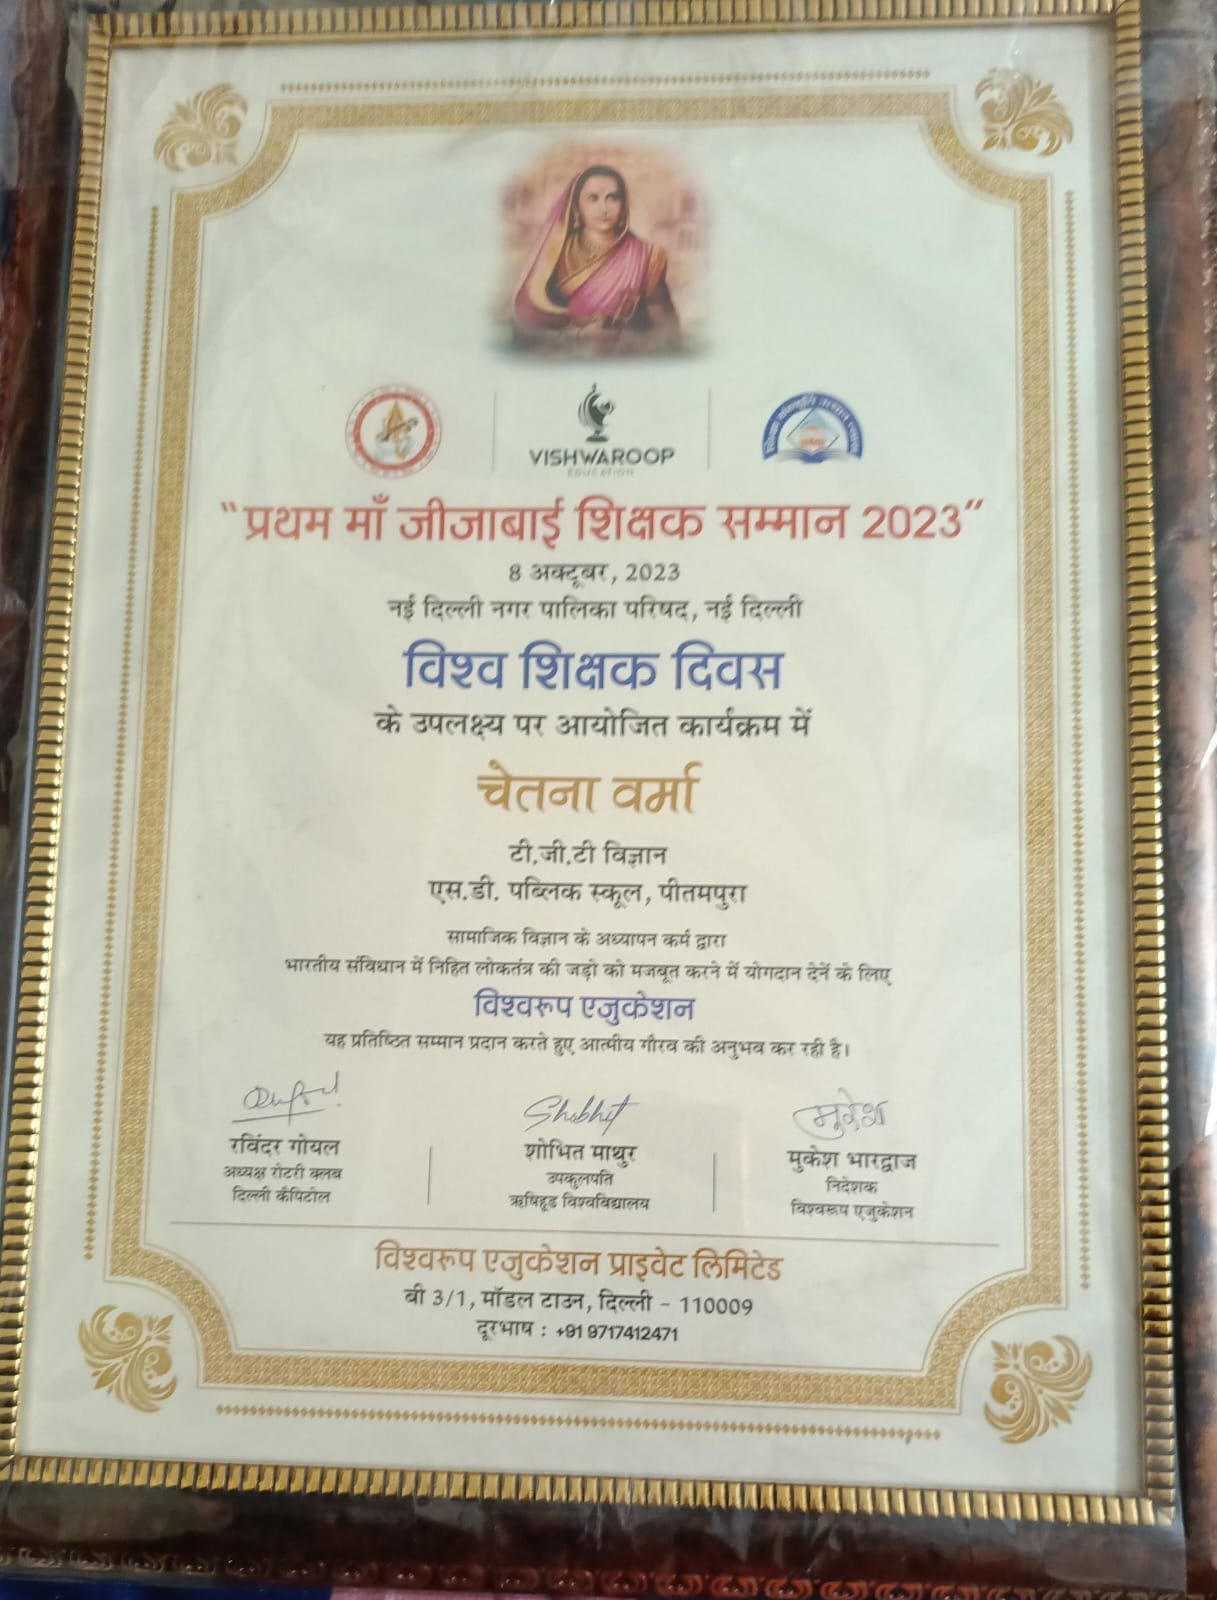 VISHWAROOP
EDUCATION
“प्रथम माँ जीजाबाई शिक्षक सम्मान 2023”
8 अक्टूबर, 2023
नई दिल्ली नगर पालिका परिषद, नई दिल्ली
विश्व शिक्षक दिवस
के उपलक्ष्य पर आयोजित कार्यक्रम में
चेतना वर्मा
टी.जी.टी विज्ञान
एस.डी. पब्लिक स्कूल, पीतमपुरा
सामाजिक विज्ञान के अध्यापन कर्म द्वारा
भारतीय संविधान में निहित लोकतंत्र की जड़ो को मजबूत करने में योगदान देनें के लिए
विश्वरूप एजुकेशन
यह प्रतिष्ठित सम्मान प्रदान करते हुए आत्मीय गौरव की अनुभव कर रही है।
Shobhit
मुकेश
रविंदर गोयल
अध्यक्ष रोटरी क्लब
दिल्ली कैपिटोल
शोभित माथुर
उपकुलपति
ऋषिहूड विश्वविद्यालय
मुकेश भारद्वाज
निदेशक
विश्वरूप एजुकेशन
विश्वरूप एजुकेशन प्राइवेट लिमिटेड
बी 3/1, मॉडल टाउन, दिल्ली – 110009
दूरभाष : +91 9717412471